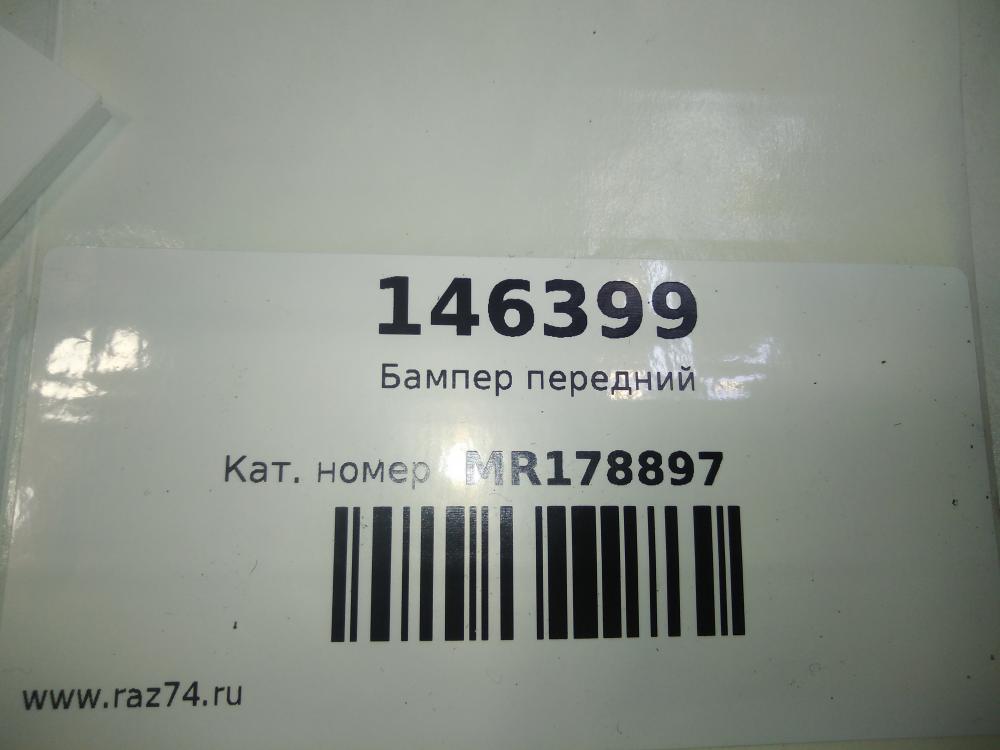 146399
Бампер передний
Кат. номер MR178897
www.raz74.ru